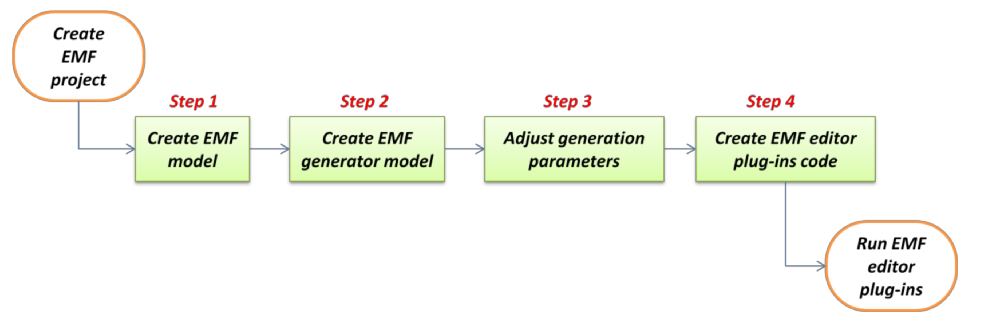 Create
EMF
project
Step 1
Create EMF
model
Step 2
Create EMF
generator model
Step 3
Adjust generation
parameters
Step 4
Create EMF editor
plug-ins code
Run EMF
editor
plug-ins